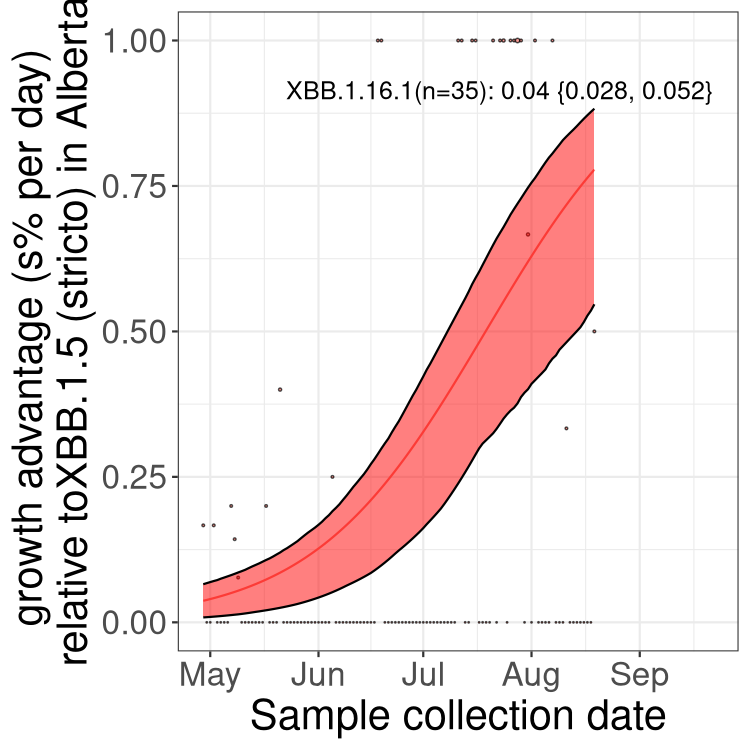 growth advantage (s% per day)
relative toXBB.1.5 (stricto) in Alberta
1.00
0.75
0.50
0.25
0.00
XBB.1.16.1(n=35): 0.04 {0.028, 0.052}
May Jun Jul Aug Sep
Sample collection date